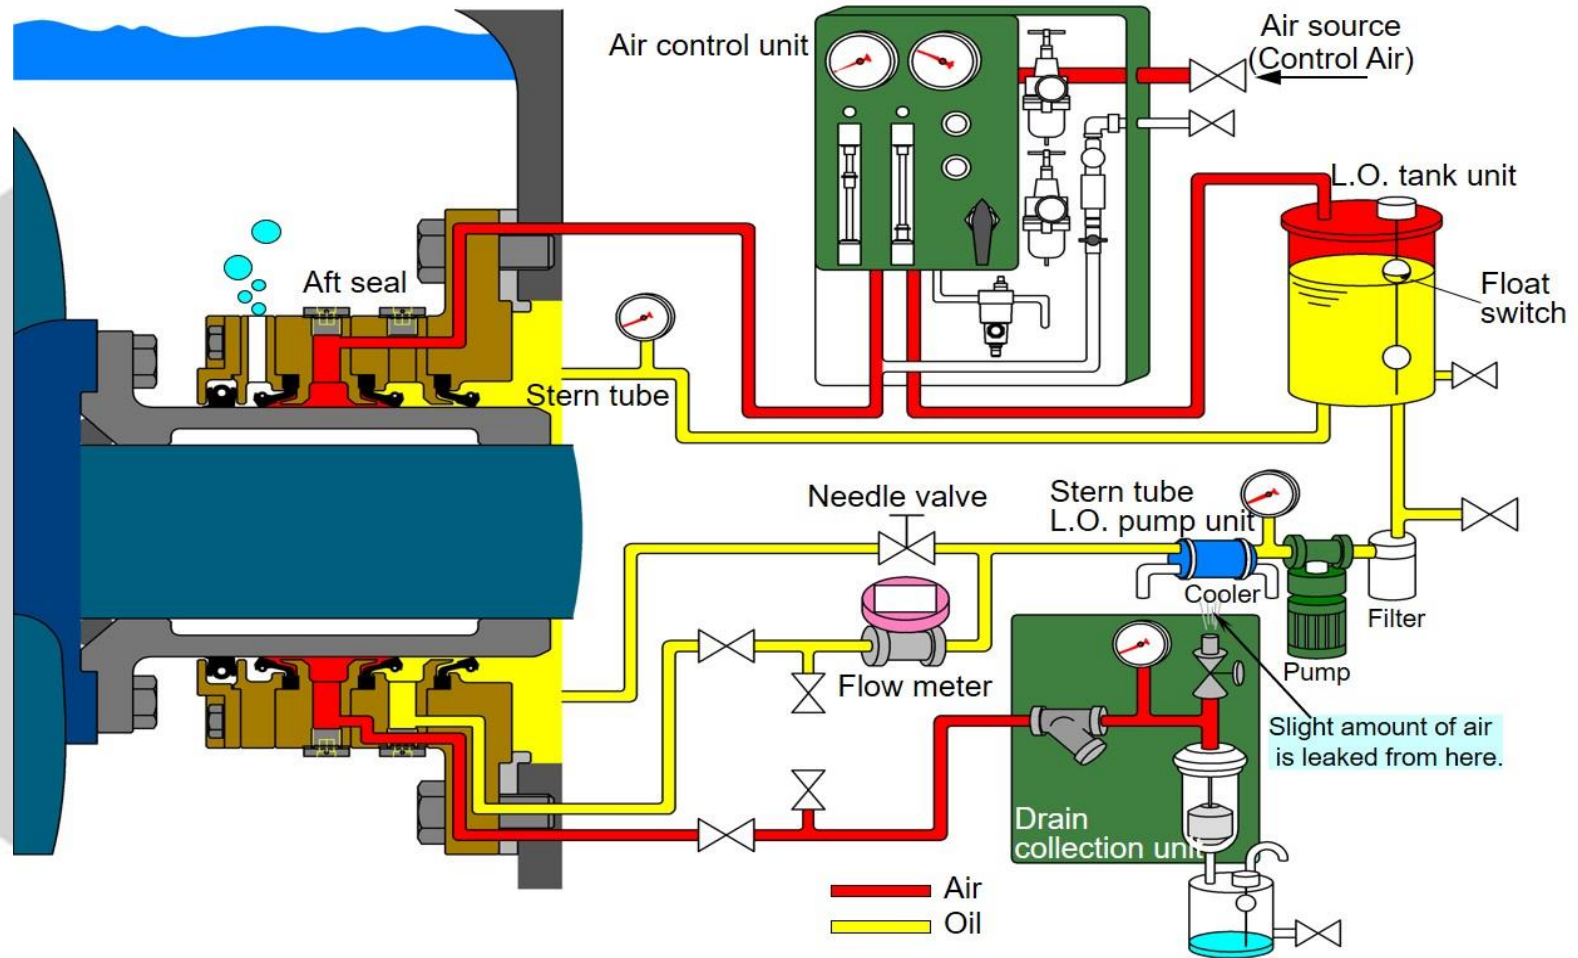 Air control unit
Air source
(Control Air)
L.O. tank unit
Float
switch
Aft seal
Stern tube
Needle valve
Stern tube
L.O. pump unit
Cooler
Filter
Pump
Flow meter
Slight amount of air
is leaked from here.
Drain
collection unit
Air
Oil